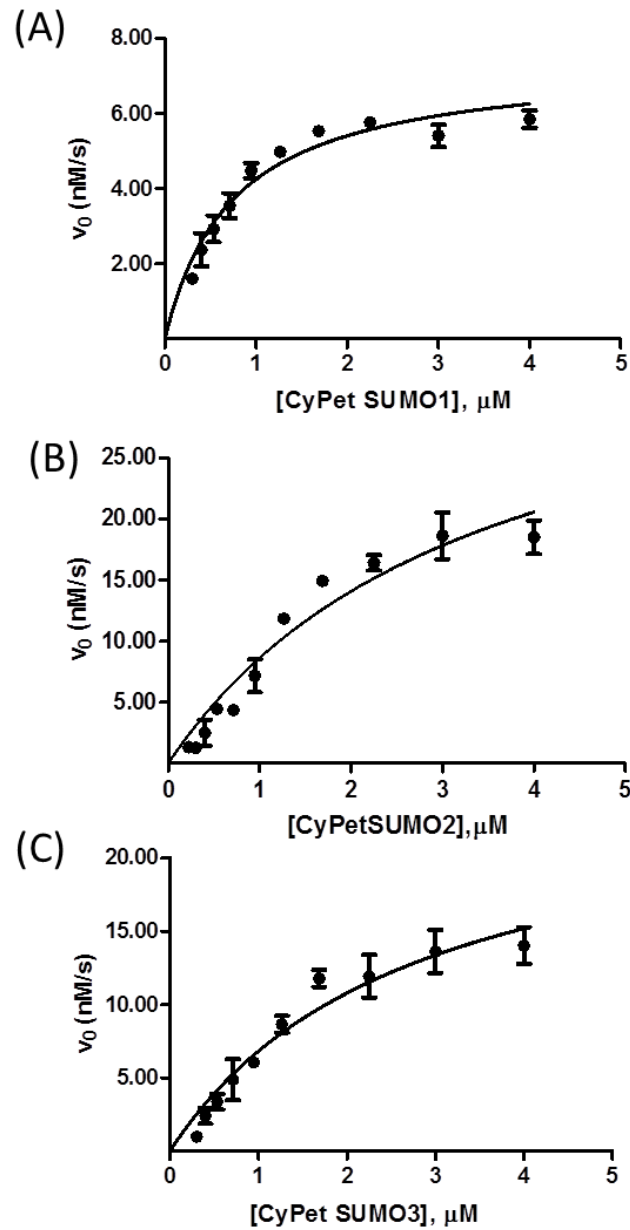 (A)
8.00
6.00
4.00
2.00
v₀ (nM/s)
0 1 2 3 4 5
[CyPet SUMO1], μM
(B)
25.00
20.00
15.00
10.00
5.00
v₀ (nM/s)
0 1 2 3 4 5
[CyPetSUMO2],μM
(C)
20.00
15.00
10.00
5.00
v₀ (nM/s)
0 1 2 3 4 5
[CyPet SUMO3], μM